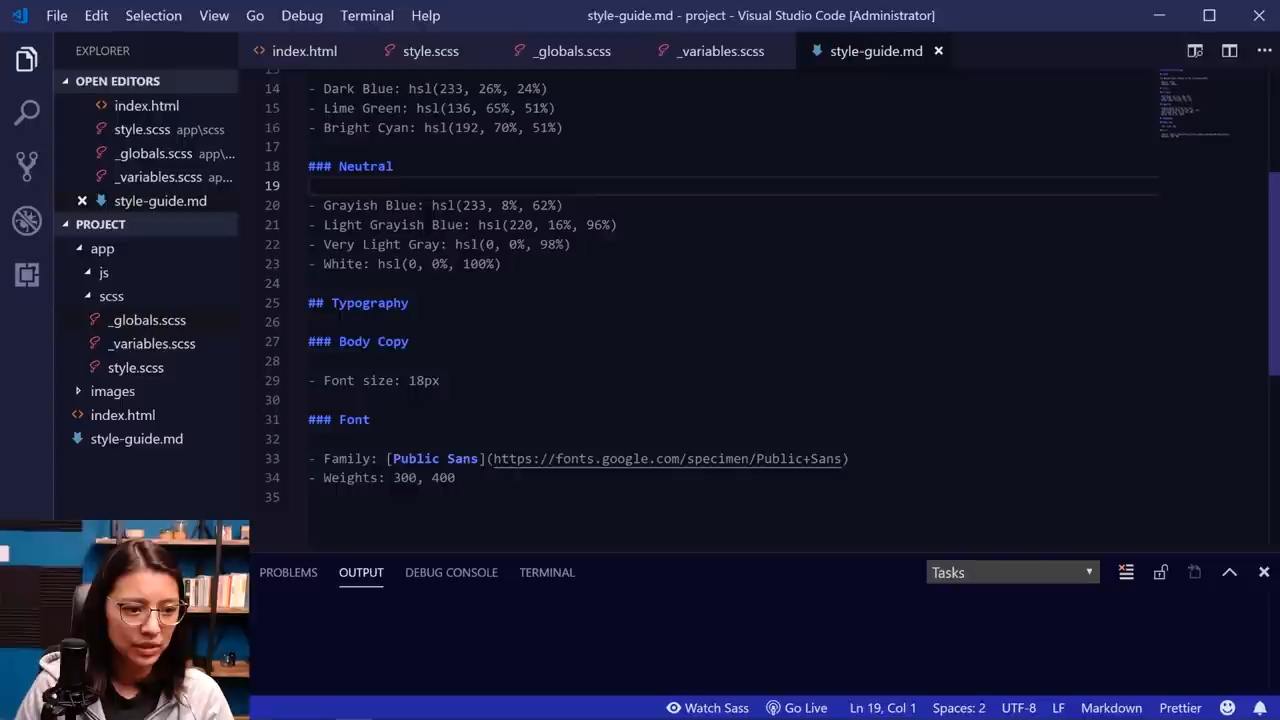 File Edit Selection View Go Debug Terminal Help style-guide.md - project - Visual Studio Code [Administrator]
EXPLORER
index.html style.scss _globals.scss _variables.scss style-guide.md
OPEN EDITORS
index.html
style.scss app\scss
_globals.scss app\...
_variables.scss ap...
style-guide.md
PROJECT
app
js
scss
_globals.scss
_variables.scss
style.scss
images
index.html
style-guide.md
13
14 - Dark Blue: hsl(233, 26%, 24%)
15 - Lime Green: hsl(136, 65%, 51%)
16 - Bright Cyan: hsl(192, 70%, 51%)
17
18 ### Neutral
19
20 - Grayish Blue: hsl(233, 8%, 62%)
21 - Light Grayish Blue: hsl(220, 16%, 96%)
22 - Very Light Gray: hsl(0, 0%, 98%)
23 - White: hsl(0, 0%, 100%)
24
25 ## Typography
26
27 ### Body Copy
28
29 - Font size: 18px
30
31 ### Font
32
33 - Family: [Public Sans](https://fonts.google.com/specimen/Public+Sans)
34 - Weights: 300, 400
35
PROBLEMS OUTPUT DEBUG CONSOLE TERMINAL Tasks
Watch Sass Go Live Ln 19, Col 1 Spaces: 2 UTF-8 LF Markdown Prettier